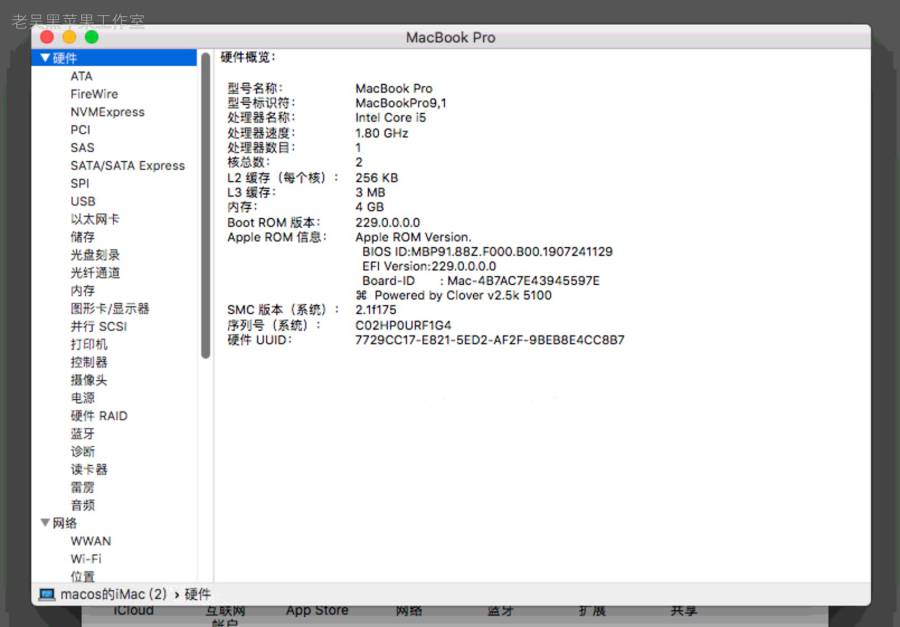 老吴黑苹果工作室
MacBook Pro
硬件
ATA
FireWire
NVMExpress
PCI
SAS
SATA/SATA Express
SPI
USB
以太网卡
储存
光盘刻录
光纤通道
内存
图形卡/显示器
并行 SCSI
打印机
控制器
摄像头
电源
硬件 RAID
蓝牙
诊断
读卡器
雷雳
音频
网络
WWAN
Wi-Fi
位置
硬件概览：
型号名称： MacBook Pro
型号标识符： MacBookPro9,1
处理器名称： Intel Core i5
处理器速度： 1.80 GHz
处理器数目： 1
核总数： 2
L2 缓存（每个核）： 256 KB
L3 缓存： 3 MB
内存： 4 GB
Boot ROM 版本： 229.0.0.0.0
Apple ROM 信息： Apple ROM Version.
BIOS ID:MBP91.88Z.F000.B00.1907241129
EFI Version:229.0.0.0.0
Board-ID : Mac-4B7AC7E43945597E
⌘ Powered by Clover v2.5k 5100
SMC 版本（系统）： 2.1f175
序列号（系统）： C02HP0URF1G4
硬件 UUID： 7729CC17-E821-5ED2-AF2F-9BEB8E4CC8B7
macos的iMac (2) › 硬件
iCloud 互联网 App Store 网络 蓝牙 扩展 共享
帐户